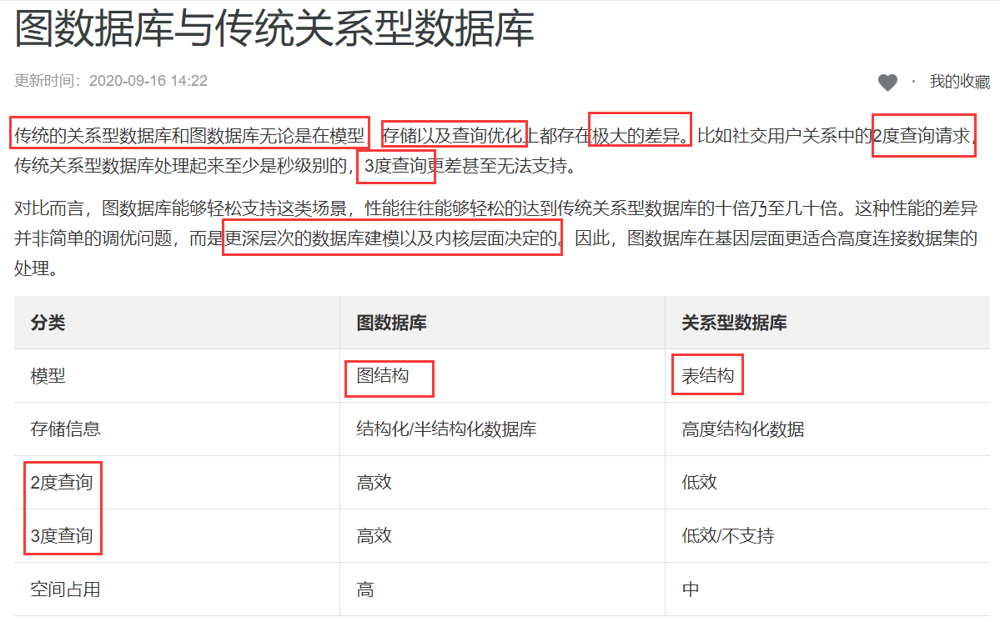 图数据库与传统关系型数据库
更新时间：2020-09-16 14:22
· 我的收藏
传统的关系型数据库和图数据库无论是在模型，存储以及查询优化上都存在极大的差异。比如社交用户关系中的2度查询请求，
传统关系型数据库处理起来至少是秒级别的，3度查询更差甚至无法支持。
对比而言，图数据库能够轻松支持这类场景，性能往往能够轻松的达到传统关系型数据库的十倍乃至几十倍。这种性能的差异
并非简单的调优问题，而是更深层次的数据库建模以及内核层面决定的。因此，图数据库在基因层面更适合高度连接数据集的
处理。
分类 图数据库 关系型数据库
模型 图结构 表结构
存储信息 结构化/半结构化数据库 高度结构化数据
2度查询 高效 低效
3度查询 高效 低效/不支持
空间占用 高 中